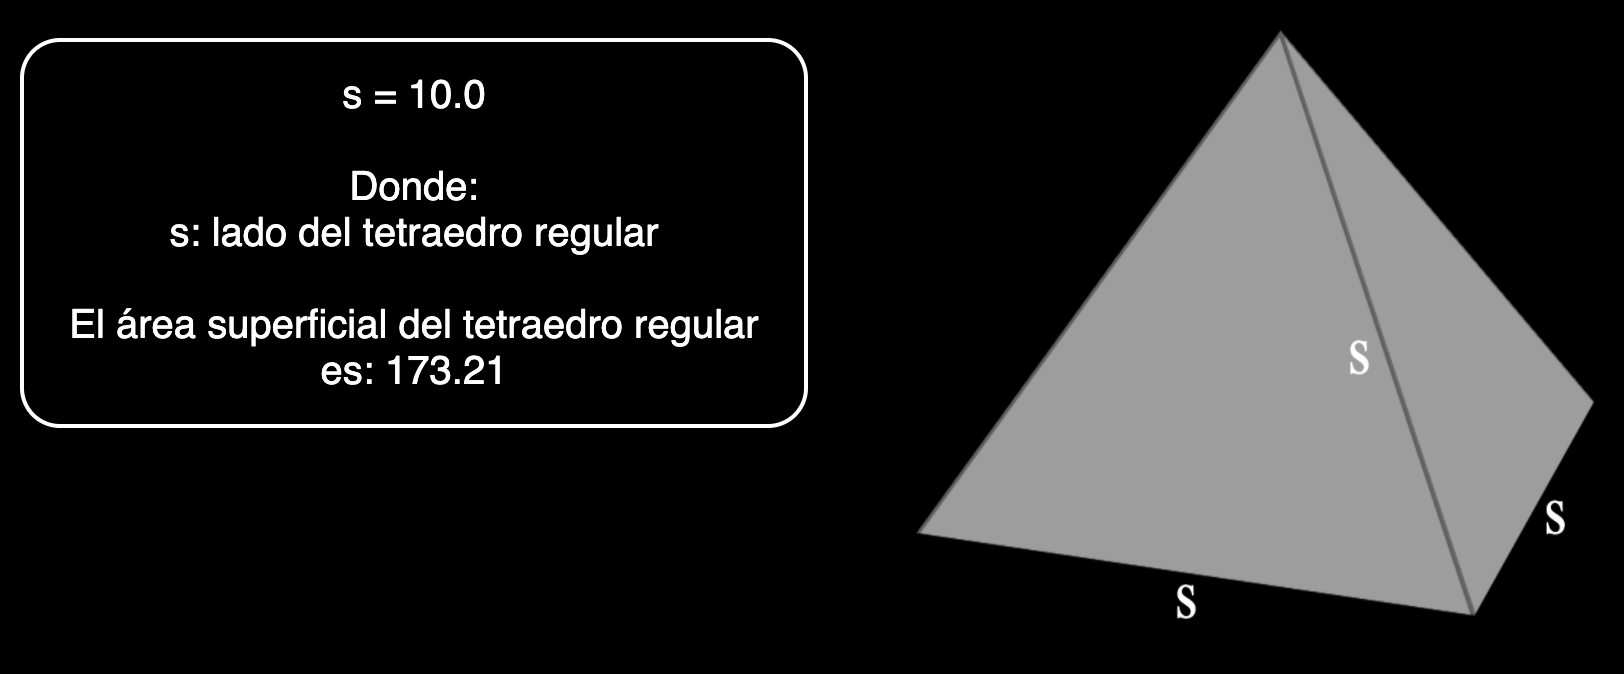 s = 10.0
Donde:
s: lado del tetraedro regular
El área superficial del tetraedro regular
es: 173.21
s
s
s